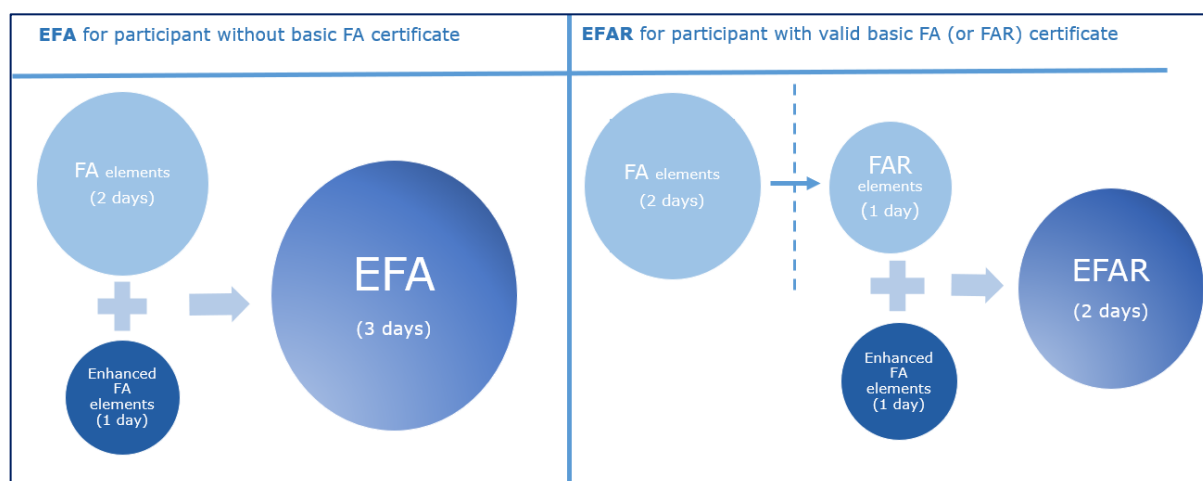 EFA for participant without basic FA certificate
FA elements
(2 days)
Enhanced
FA
elements
(1 day)
EFA
(3 days)
EFAR for participant with valid basic FA (or FAR) certificate
FA elements
(2 days)
FAR
elements
(1 day)
Enhanced
FA
elements
(1 day)
EFAR
(2 days)